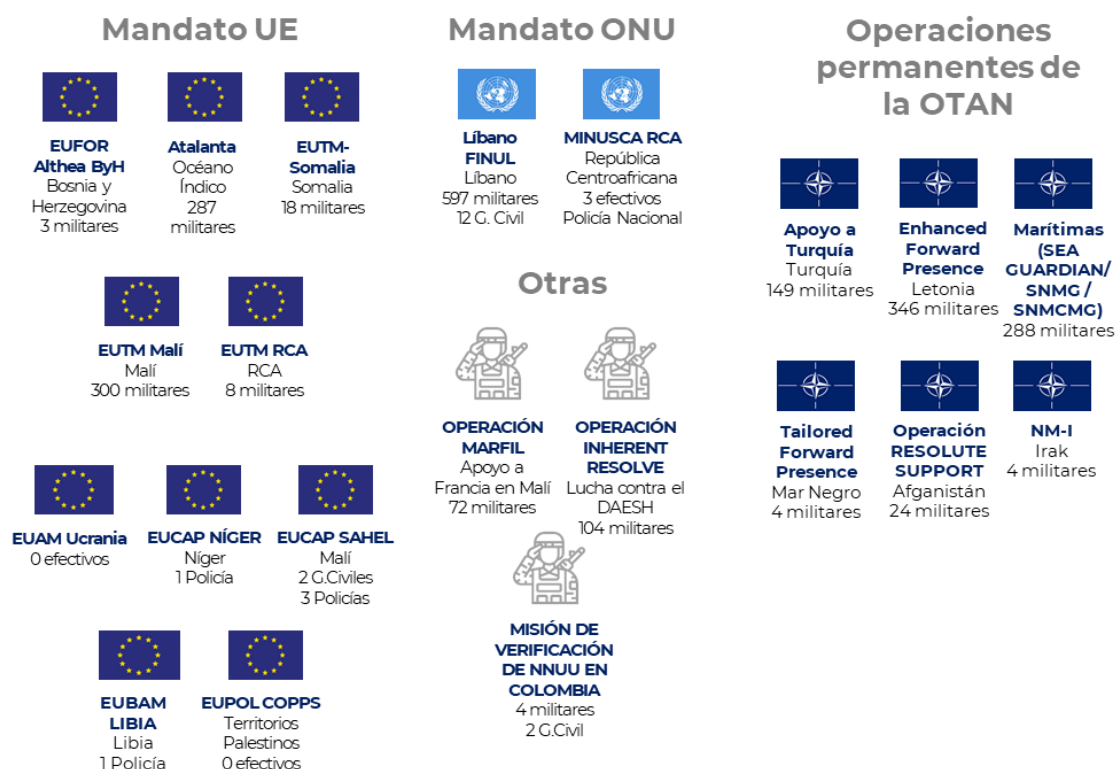 Mandato UE
EUFOR
Althea ByH
Bosnia y
Herzegovina
3 militares
Atalanta
Océano
Índico
287
militares
EUTM-
Somalia
Somalia
18 militares
EUTM Malí
Malí
300 militares
EUTM RCA
RCA
8 militares
EUAM Ucrania
0 efectivos
EUCAP NÍGER
Níger
1 Policía
EUCAP SAHEL
Malí
2 G.Civiles
3 Policías
EUBAM
LIBIA
Libia
1 Policía
EUPOL COPPS
Territorios
Palestinos
0 efectivos
Mandato ONU
Líbano
FINUL
Líbano
597 militares
12 G. Civil
MINUSCA RCA
República
Centroafricana
3 efectivos
Policía Nacional
Otras
OPERACIÓN
MARFIL
Apoyo a
Francia en Malí
72 militares
OPERACIÓN
INHERENT
RESOLVE
Lucha contra el
DAESH
104 militares
MISIÓN DE
VERIFICACIÓN
DE NNUU EN
COLOMBIA
4 militares
2 G.Civil
Operaciones
permanentes de
la OTAN
Apoyo a
Turquía
Turquía
149 militares
Enhanced
Forward
Presence
Letonia
346 militares
Marítimas
(SEA
GUARDIAN/
SNMG /
SNMCMG)
288 militares
Tailored
Forward
Presence
Mar Negro
4 militares
Operación
RESOLUTE
SUPPORT
Afganistán
24 militares
NM-I
Irak
4 militares